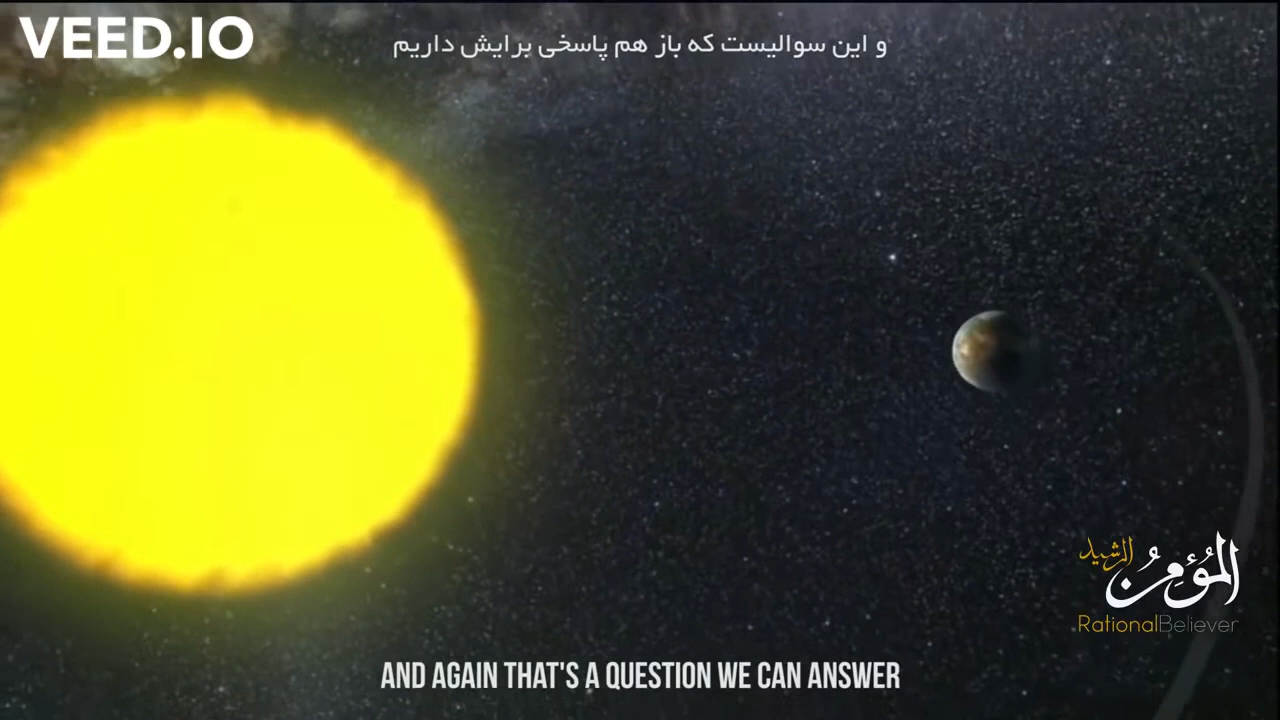 VEED.IO
و این سوالیست که باز هم پاسخی برایش داریم
المؤمن الرشيد
RationalBeliever
AND AGAIN THAT'S A QUESTION WE CAN ANSWER